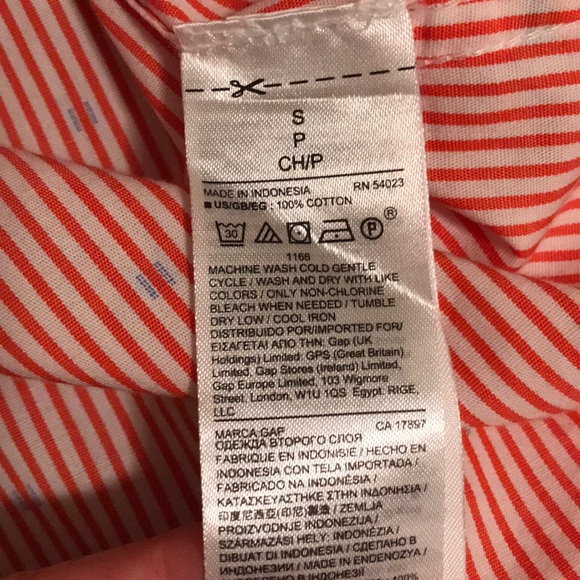 S
P
CH/P
MADE IN INDONESIA RN 54023
US/GB/EG : 100% COTTON
30 P ®
1166
MACHINE WASH COLD GENTLE
CYCLE / WASH AND DRY WITH LIKE
COLORS / ONLY NON-CHLORINE
BLEACH WHEN NEEDED / TUMBLE
DRY LOW / COOL IRON
DISTRIBUIDO POR/IMPORTED FOR/
ΕΙΣΑΓΕΤΑΙ ΑΠΟ ΤΗΝ: Gap (UK
Holdings) Limited: GPS (Great Britain)
Limited, Gap Stores (Ireland) Limited,
Gap Europe Limited, 103 Wigmore
Street. London, W1U 1QS Egypt: RIGE,
LLC
MARCA GAP CA 17897
ОДЕЖДА ВТОРОГО СЛОЯ
FABRIQUE EN INDONISIE / HECHO EN
INDONESIA CON TELA IMPORTADA /
FABRICADO NA INDONÉSIA /
ΚΑΤΑΣΚΕΥΑΣΤΗΚΕ ΣΤΗΝ ΙΝΔΟΝΗΣΙΑ /
印度尼西亞(印尼)製造 / ZEMLJA
PROIZVODNJE INDONEZIJA /
SZÁRMAZÁSI HELY: INDONÉZIA /
DIBUAT DI INDONESIA / СДЕЛАНО В
ИНДОНЕЗИИ / MADE IN ENDENOZYA /
В ІНДОНЕЗІЇ